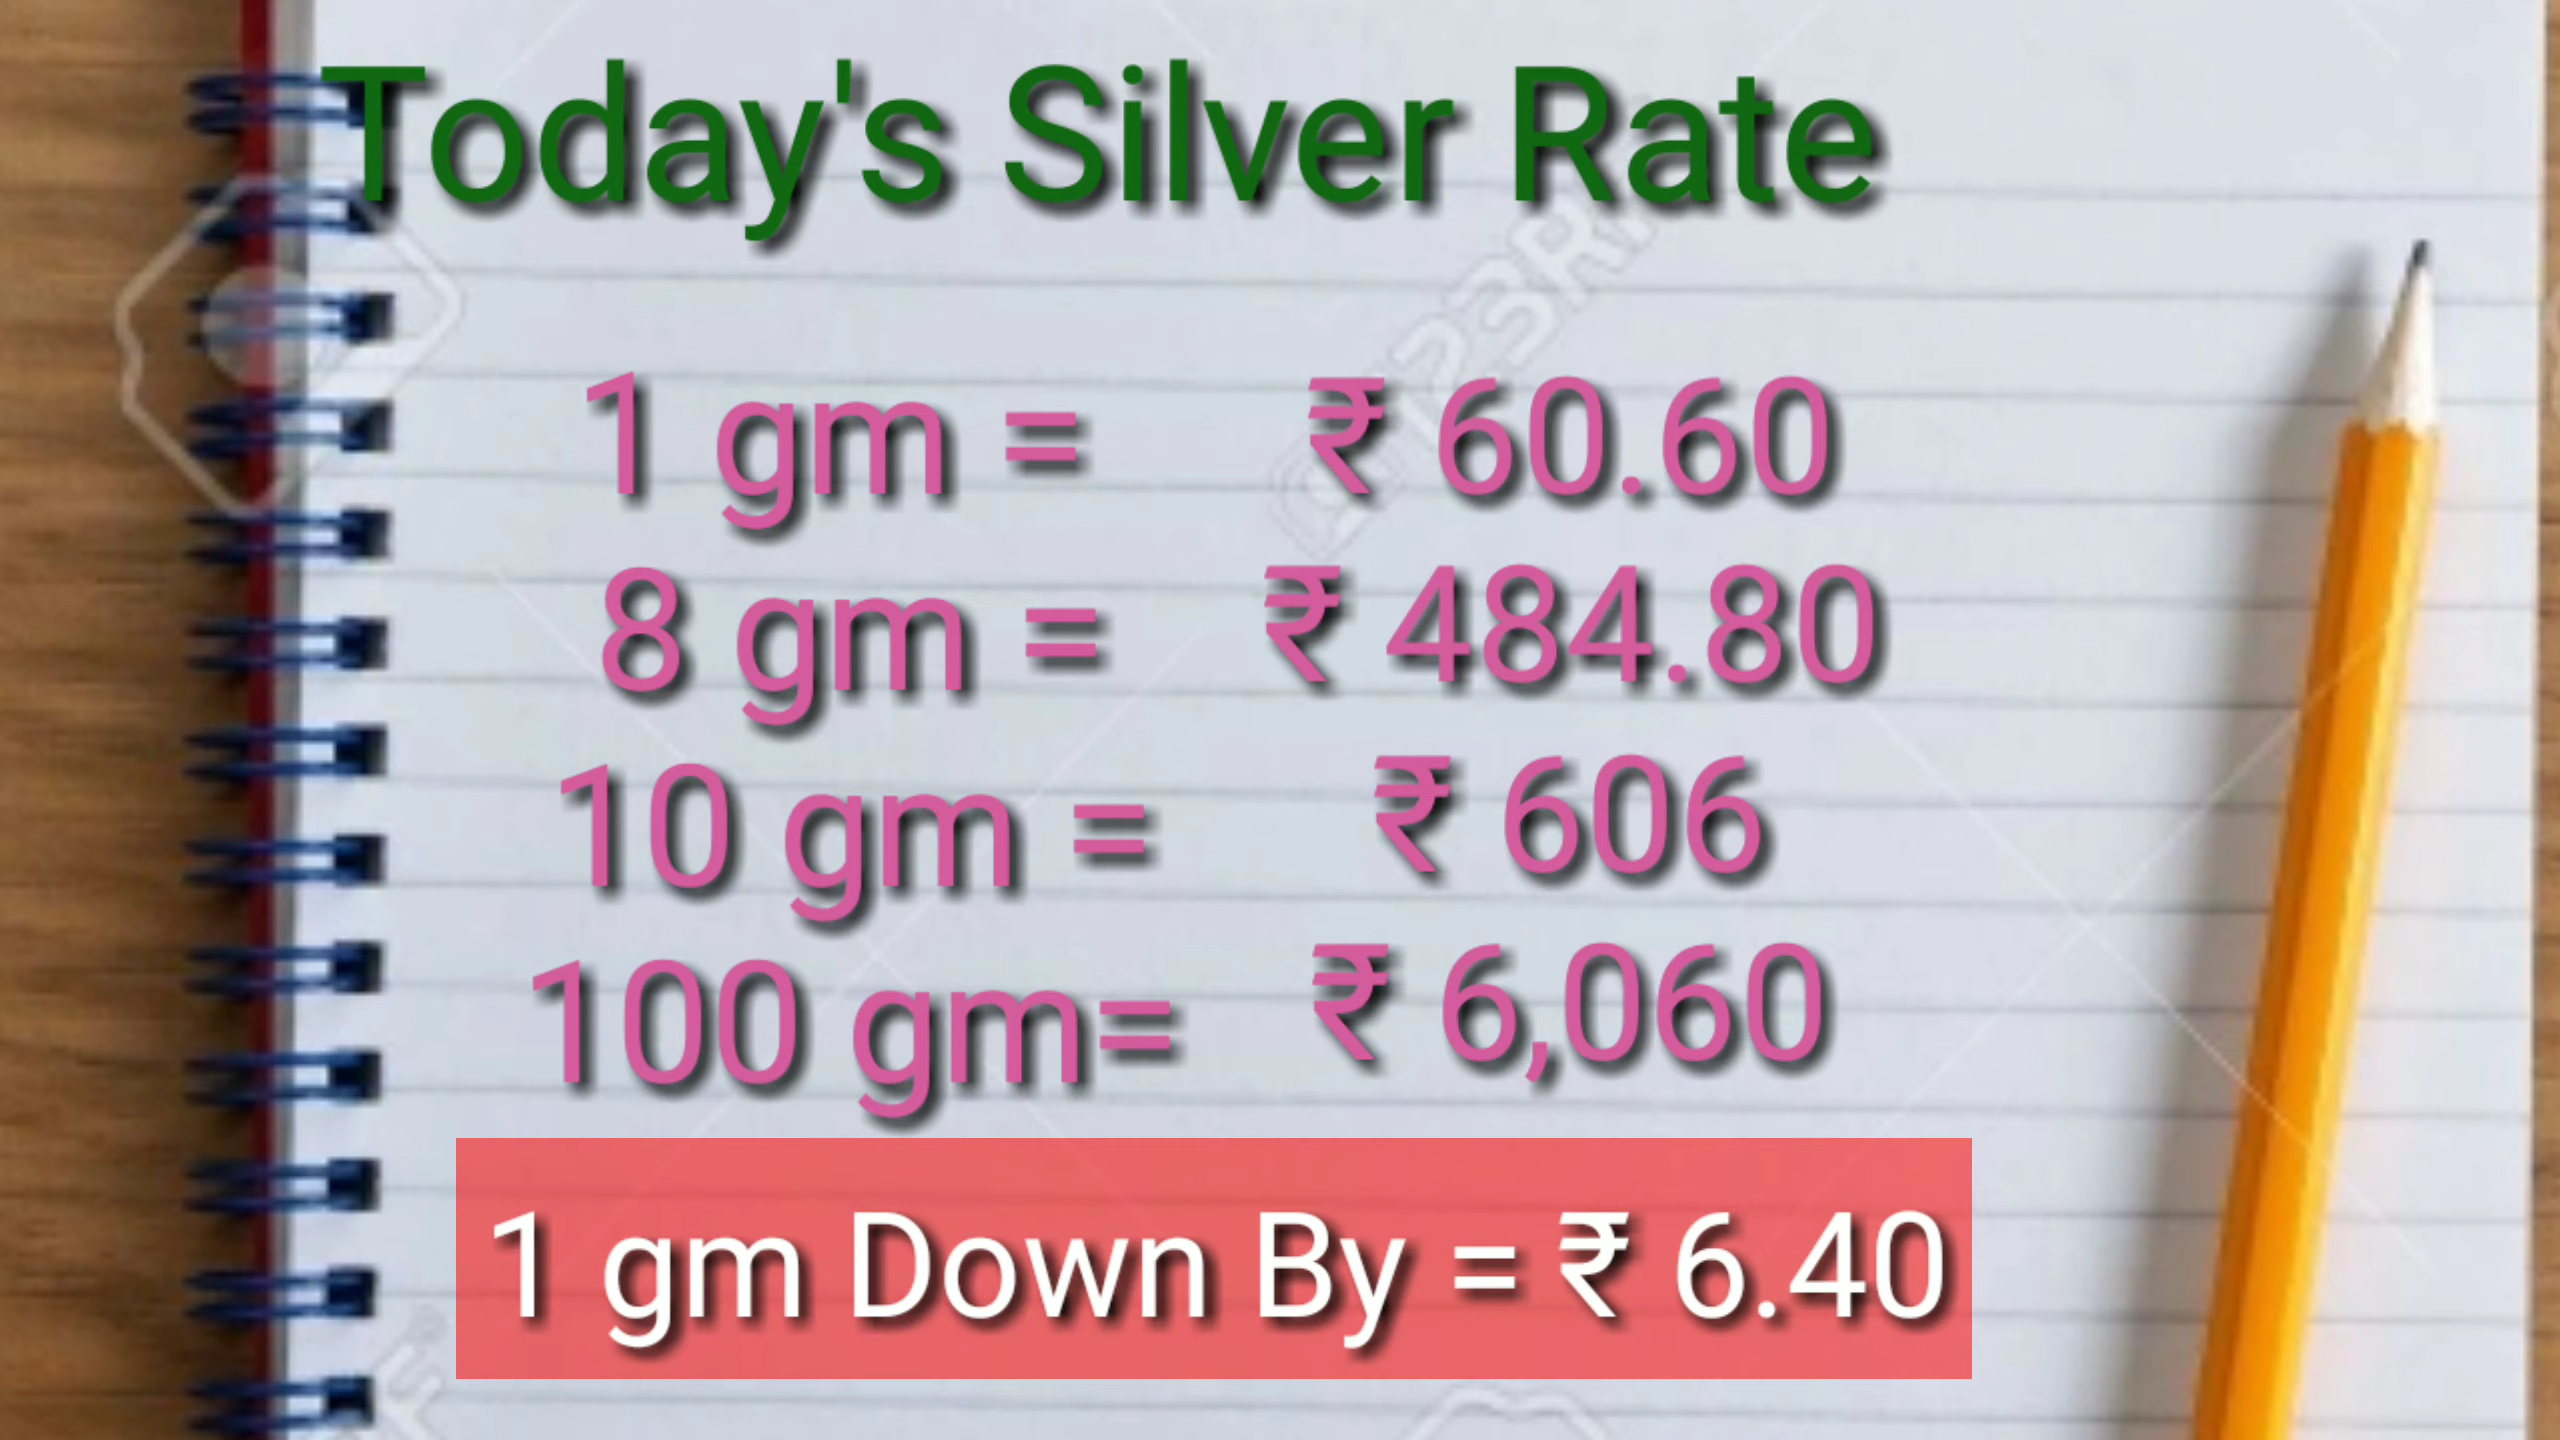 Today's Silver Rate
1 gm = ₹ 60.60
8 gm = ₹ 484.80
10 gm = ₹ 606
100 gm= ₹ 6,060
1 gm Down By = ₹ 6.40